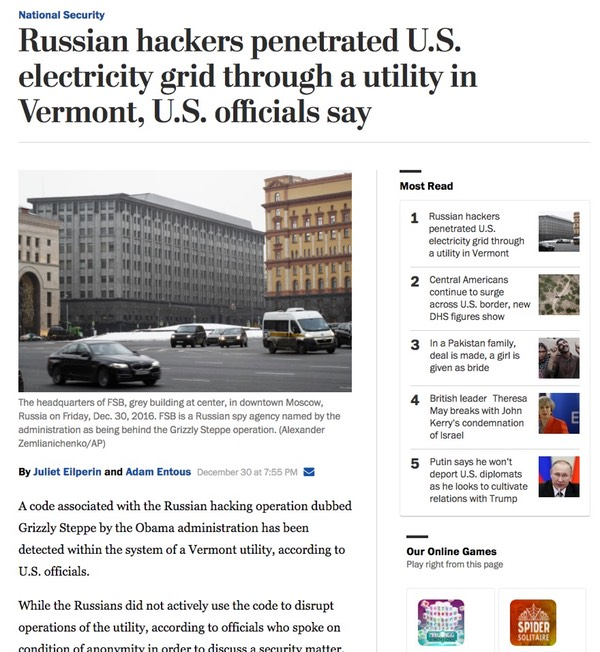 National Security
Russian hackers penetrated U.S.
electricity grid through a utility in
Vermont, U.S. officials say
The headquarters of FSB, grey building at center, in downtown Moscow,
Russia on Friday, Dec. 30, 2016. FSB is a Russian spy agency named by the
administration as being behind the Grizzly Steppe operation. (Alexander
Zemlianichenko/AP)
By Juliet Eilperin and Adam Entous December 30 at 7:55 PM
A code associated with the Russian hacking operation dubbed
Grizzly Steppe by the Obama administration has been
detected within the system of a Vermont utility, according to
U.S. officials.
While the Russians did not actively use the code to disrupt
operations of the utility, according to officials who spoke on
condition of anonymity in order to discuss a security matter,
Most Read
1 Russian hackers
penetrated U.S.
electricity grid through
a utility in Vermont
2 Central Americans
continue to surge
across U.S. border, new
DHS figures show
3 In a Pakistan family,
deal is made, a girl is
given as bride
4 British leader Theresa
May breaks with John
Kerry's condemnation
of Israel
5 Putin says he won't
deport U.S. diplomats
as he looks to cultivate
relations with Trump
Our Online Games
Play right from this page
SPIDER
SOLITAIRE